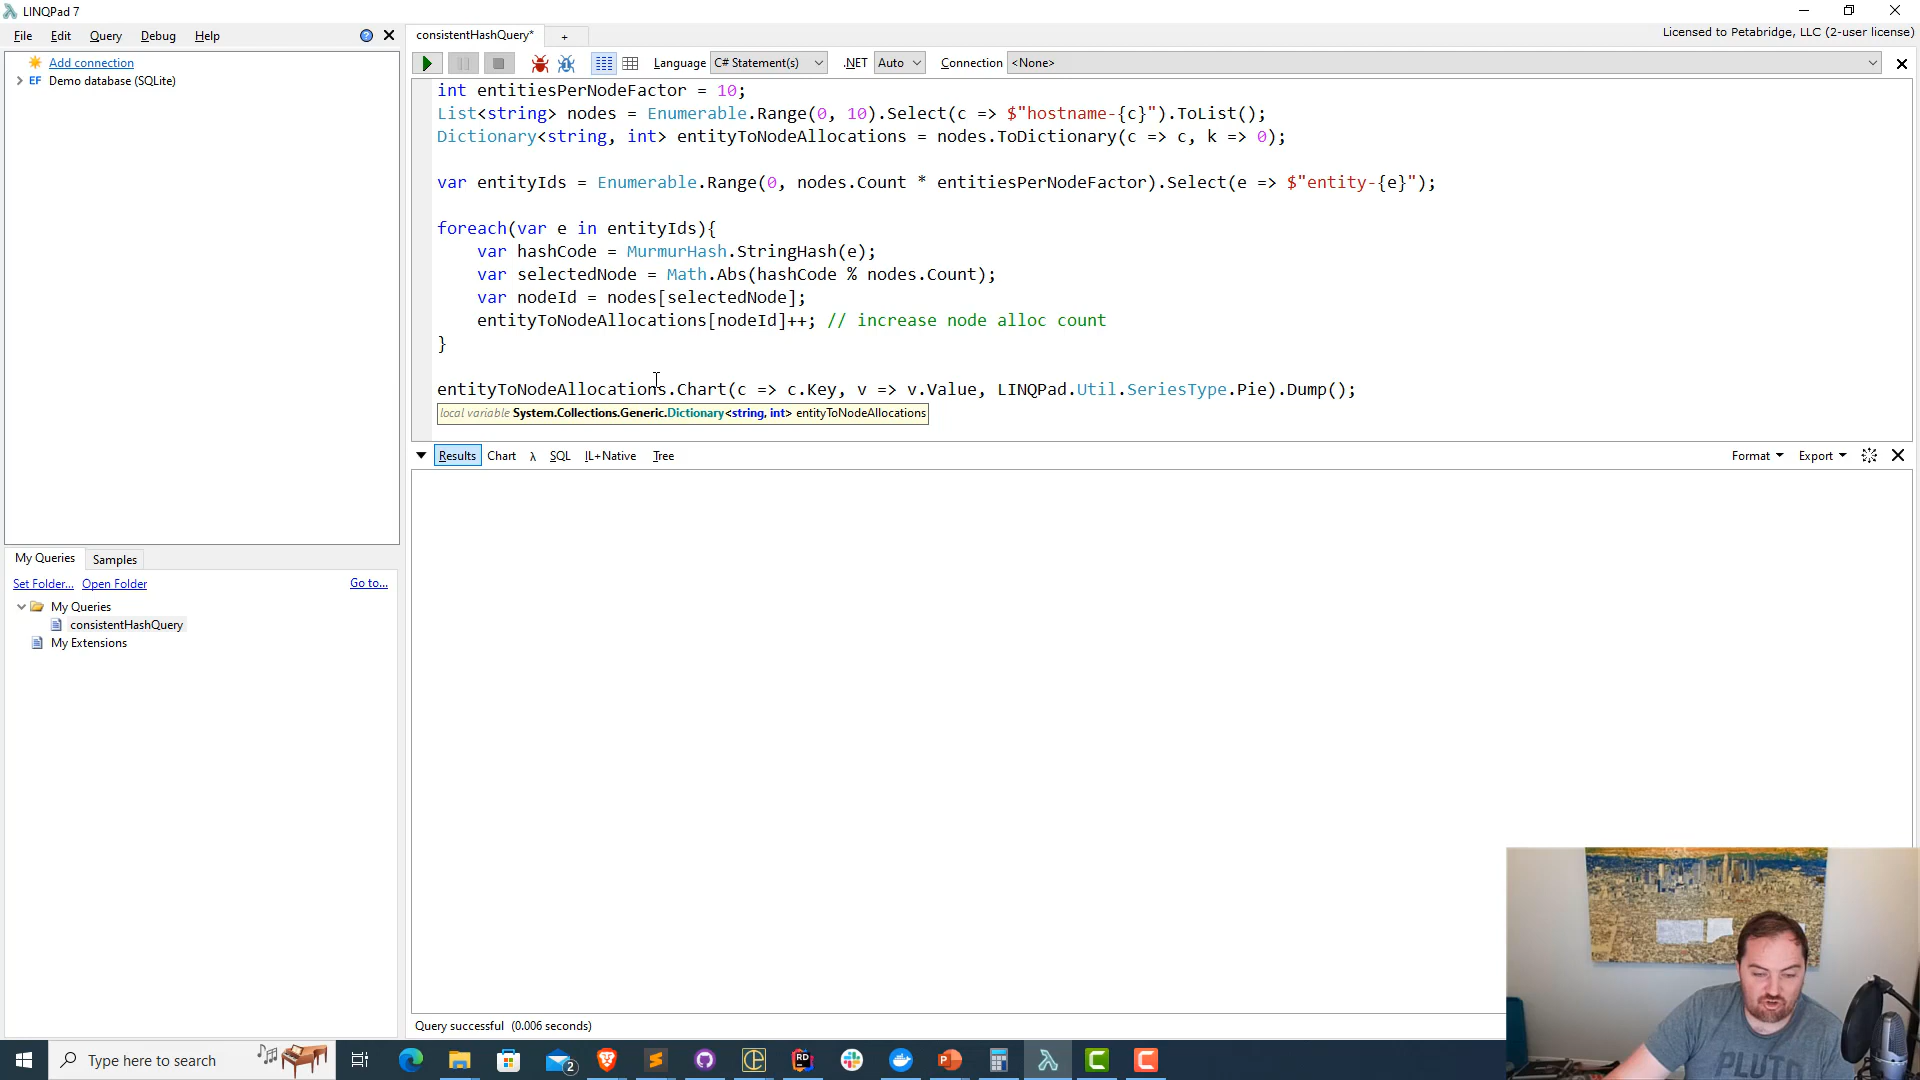 LINQPad 7
File Edit Query Debug Help
consistentHashQuery* +
Licensed to Petabridge, LLC (2-user license)
Add connection
EF Demo database (SQLite)
Language C# Statement(s) .NET Auto Connection <None>
int entitiesPerNodeFactor = 10;
List<string> nodes = Enumerable.Range(0, 10).Select(c => $"hostname-{c}").ToList();
Dictionary<string, int> entityToNodeAllocations = nodes.ToDictionary(c => c, k => 0);
var entityIds = Enumerable.Range(0, nodes.Count * entitiesPerNodeFactor).Select(e => $"entity-{e}");
foreach(var e in entityIds){
var hashCode = MurmurHash.StringHash(e);
var selectedNode = Math.Abs(hashCode % nodes.Count);
var nodeId = nodes[selectedNode];
entityToNodeAllocations[nodeId]++; // increase node alloc count
}
entityToNodeAllocations.Chart(c => c.Key, v => v.Value, LINQPad.Util.SeriesType.Pie).Dump();
local variable System.Collections.Generic.Dictionary<string, int> entityToNodeAllocations
Results Chart λ SQL IL+Native Tree
Format Export
My Queries Samples
Set Folder... Open Folder Go to...
My Queries
consistentHashQuery
My Extensions
Query successful (0.006 seconds)
Type here to search
2
RD
PLUTO